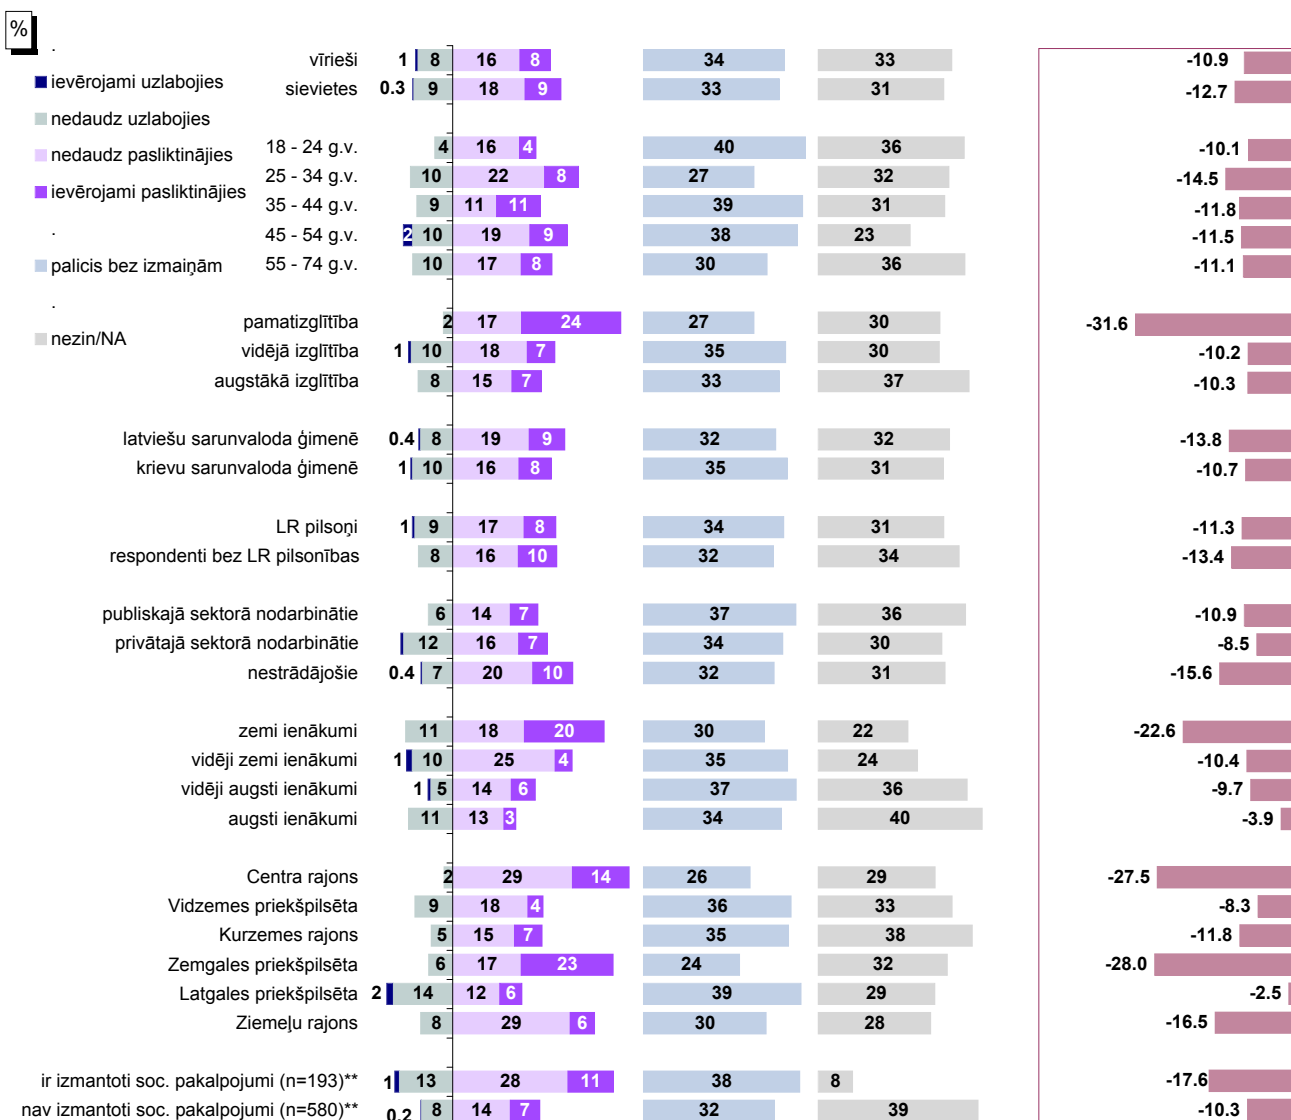 %
.
ievērojami uzlabojies
nedaudz uzlabojies
nedaudz pasliktinājies
ievērojami pasliktinājies
.
palicis bez izmaiņām
.
nezin/NA
vīrieši 1 8 16 8 34 33 -10.9
sievietes 0.3 9 18 9 33 31 -12.7
18 - 24 g.v. 4 16 4 40 36 -10.1
25 - 34 g.v. 10 22 8 27 32 -14.5
35 - 44 g.v. 9 11 11 39 31 -11.8
45 - 54 g.v. 2 10 19 9 38 23 -11.5
55 - 74 g.v. 10 17 8 30 36 -11.1
pamatizglītība 2 17 24 27 30 -31.6
vidējā izglītība 1 10 18 7 35 30 -10.2
augstākā izglītība 8 15 7 33 37 -10.3
latviešu sarunvaloda ģimenē 0.4 8 19 9 32 32 -13.8
krievu sarunvaloda ģimenē 1 10 16 8 35 31 -10.7
LR pilsoņi 1 9 17 8 34 31 -11.3
respondenti bez LR pilsonības 8 16 10 32 34 -13.4
publiskajā sektorā nodarbinātie 6 14 7 37 36 -10.9
privātajā sektorā nodarbinātie 12 16 7 34 30 -8.5
nestrādājošie 0.4 7 20 10 32 31 -15.6
zemi ienākumi 11 18 20 30 22 -22.6
vidēji zemi ienākumi 1 10 25 4 35 24 -10.4
vidēji augsti ienākumi 1 5 14 6 37 36 -9.7
augsti ienākumi 11 13 3 34 40 -3.9
Centra rajons 2 29 14 26 29 -27.5
Vidzemes priekšpilsēta 9 18 4 36 33 -8.3
Kurzemes rajons 5 15 7 35 38 -11.8
Zemgales priekšpilsēta 6 17 23 24 32 -28.0
Latgales priekšpilsēta 2 14 12 6 39 29 -2.5
Ziemeļu rajons 8 29 6 30 28 -16.5
ir izmantoti soc. pakalpojumi (n=193)** 1 13 28 11 38 8 -17.6
nav izmantoti soc. pakalpojumi (n=580)** 0.2 8 14 7 32 39 -10.3